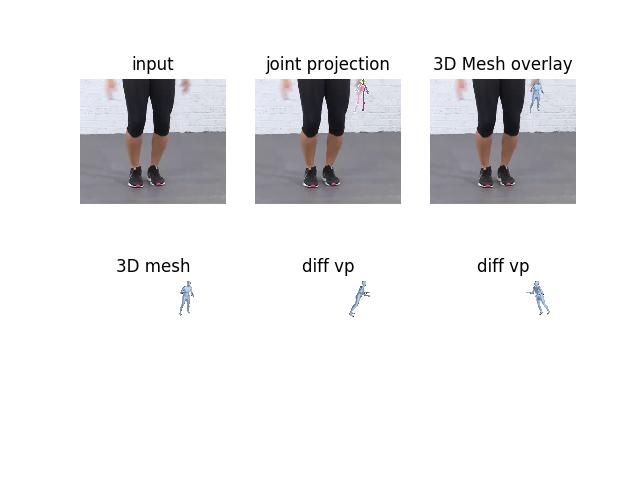 input
joint projection
3D Mesh overlay
3D mesh
diff vp
diff vp